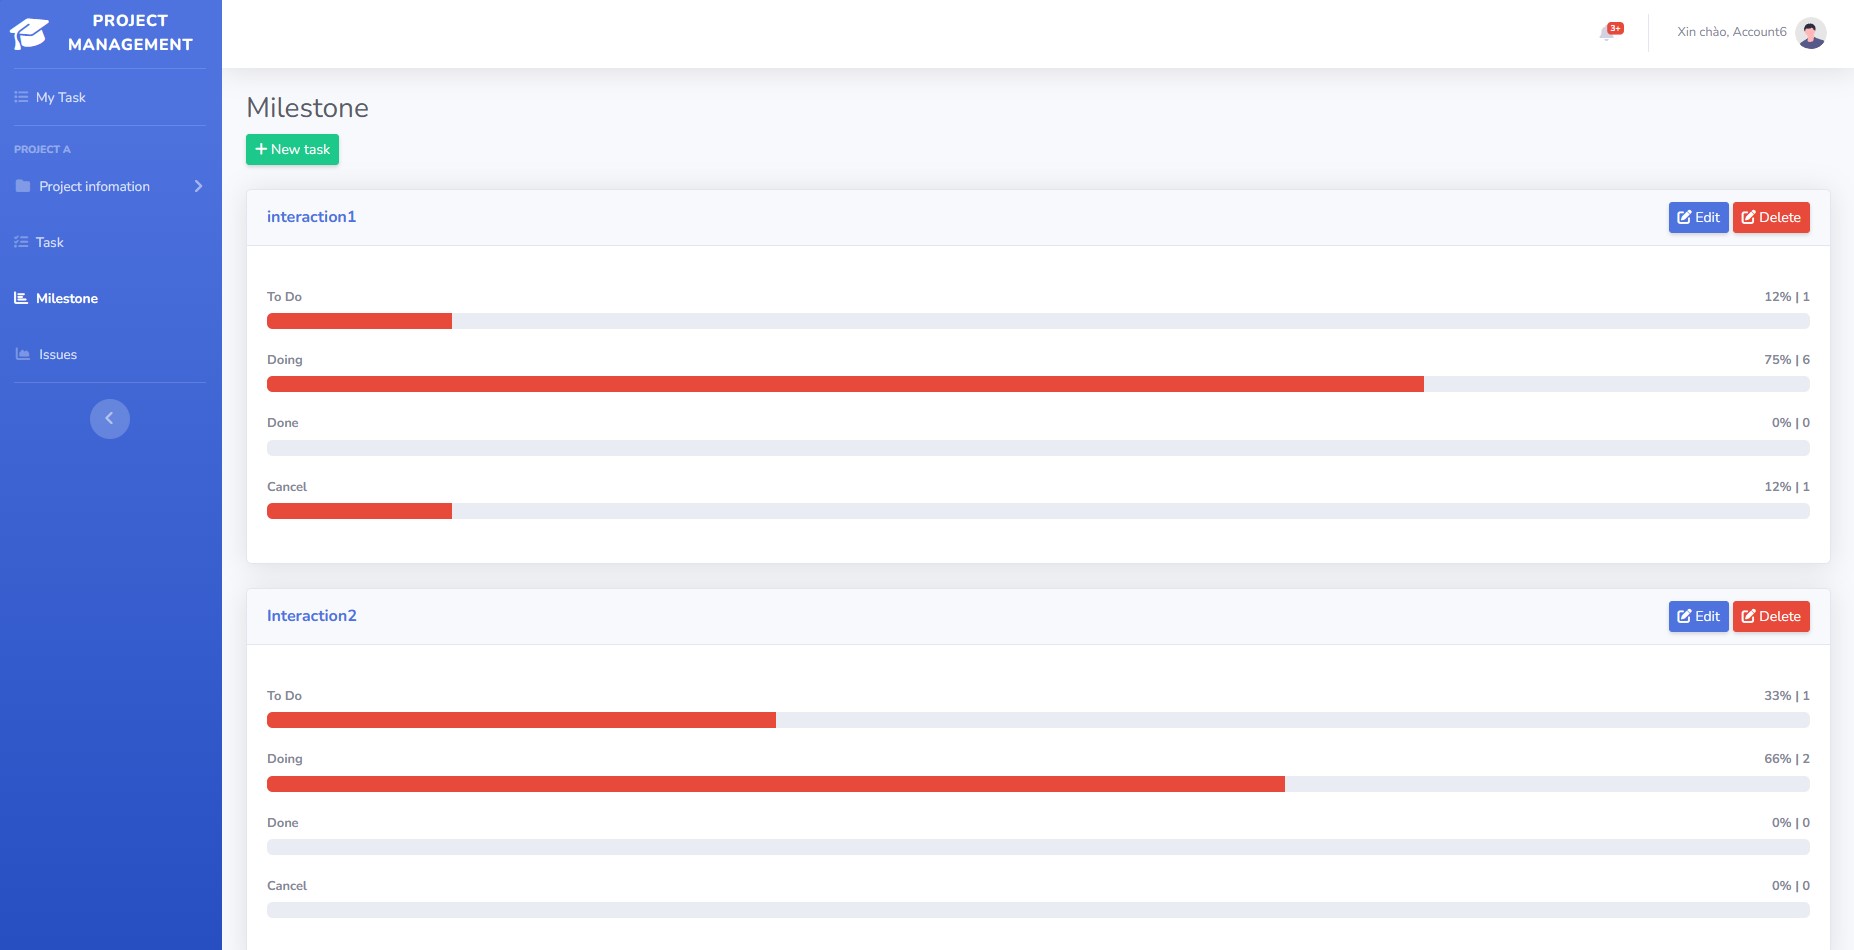 PROJECT
MANAGEMENT
My Task
PROJECT A
Project infomation
Task
Milestone
Issues
3+
Xin chào, Account6
Milestone
New task
interaction1
Edit
Delete
To Do
12% | 1
Doing
75% | 6
Done
0% | 0
Cancel
12% | 1
Interaction2
Edit
Delete
To Do
33% | 1
Doing
66% | 2
Done
0% | 0
Cancel
0% | 0